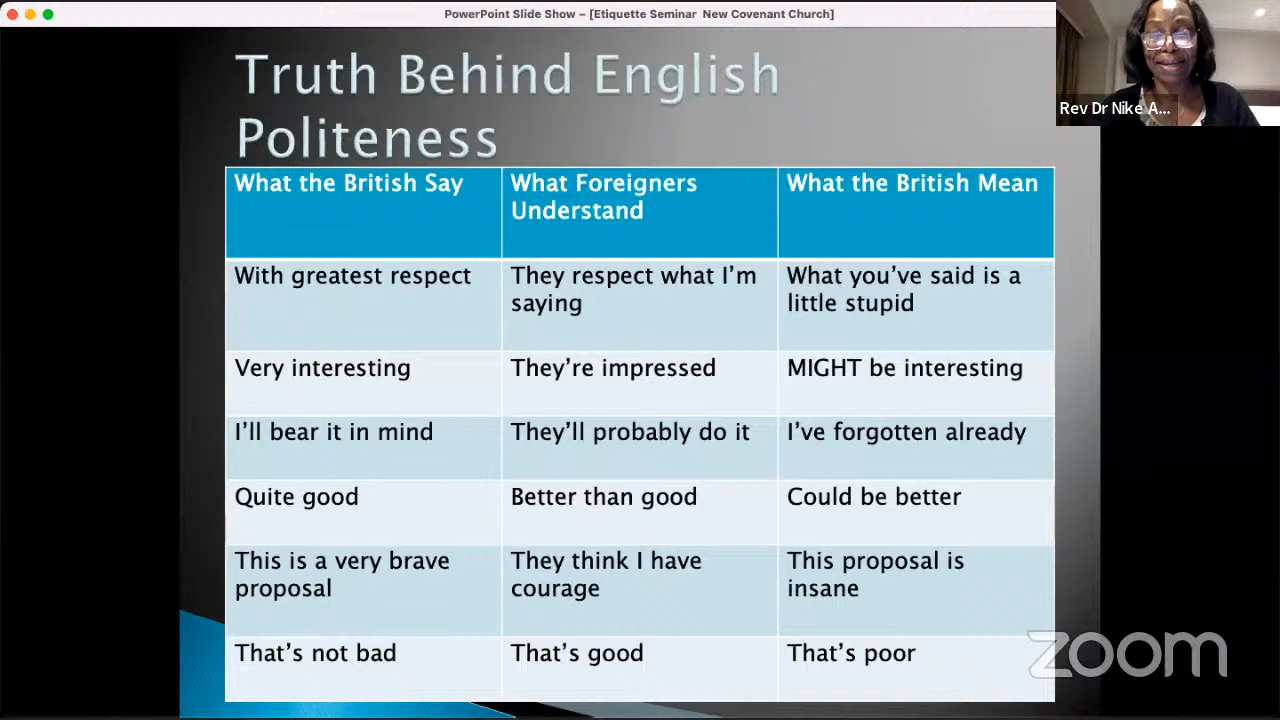 PowerPoint Slide Show – [Etiquette Seminar New Covenant Church]
Rev Dr Nike A...
Truth Behind English
Politeness
What the British Say
What Foreigners
Understand
What the British Mean
With greatest respect
They respect what I'm
saying
What you've said is a
little stupid
Very interesting
They're impressed
MIGHT be interesting
I'll bear it in mind
They'll probably do it
I've forgotten already
Quite good
Better than good
Could be better
This is a very brave
proposal
They think I have
courage
This proposal is
insane
That's not bad
That's good
That's poor
zoom